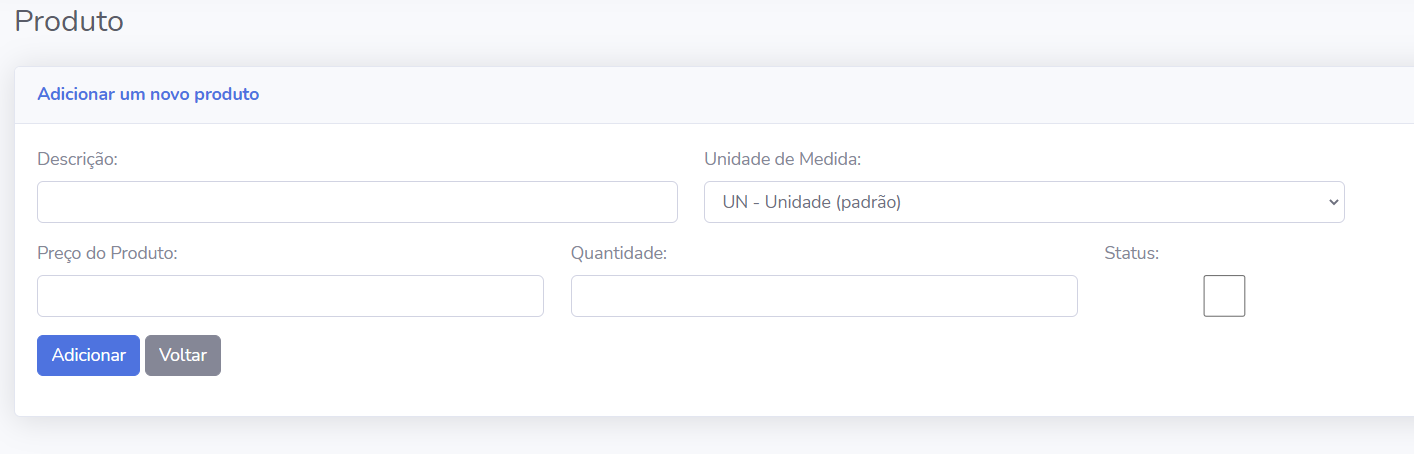 Produto
Adicionar um novo produto
Descrição: Unidade de Medida:
UN - Unidade (padrão)
Preço do Produto: Quantidade: Status:
Adicionar Voltar